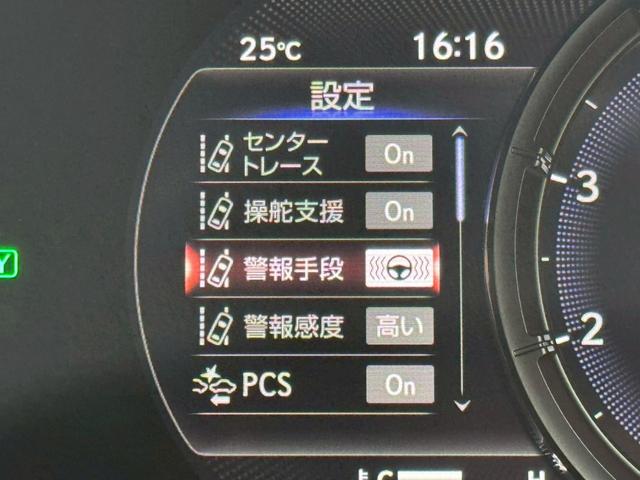 25℃ 16:16
設定
センター
トレース On
操舵支援 On
警報手段
警報感度 高い
PCS On
3
2
Y
C H